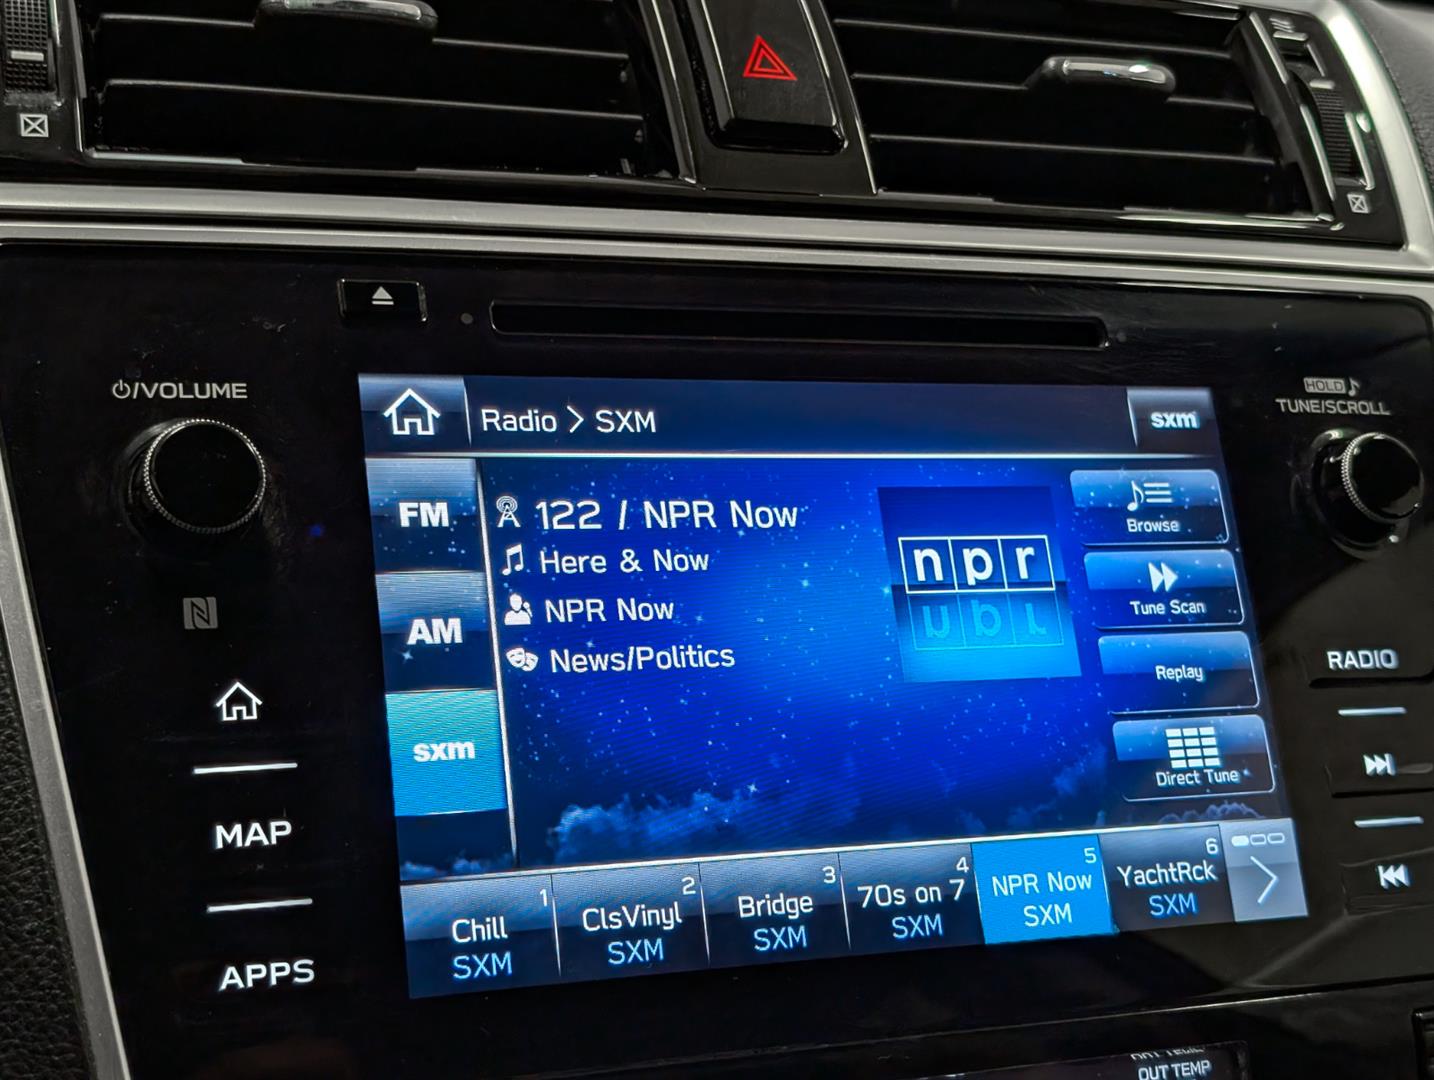 /VOLUME
HOLD
TUNE/SCROLL
Radio > SXM
sxm
FM
AM
sxm
122 / NPR Now
Here & Now
NPR Now
News/Politics
npr
Browse
Tune Scan
Replay
Direct Tune
1
Chill
SXM
2
ClsVinyl
SXM
3
Bridge
SXM
4
70s on 7
SXM
5
NPR Now
SXM
6
YachtRck
SXM
MAP
APPS
RADIO
OUT TEMP